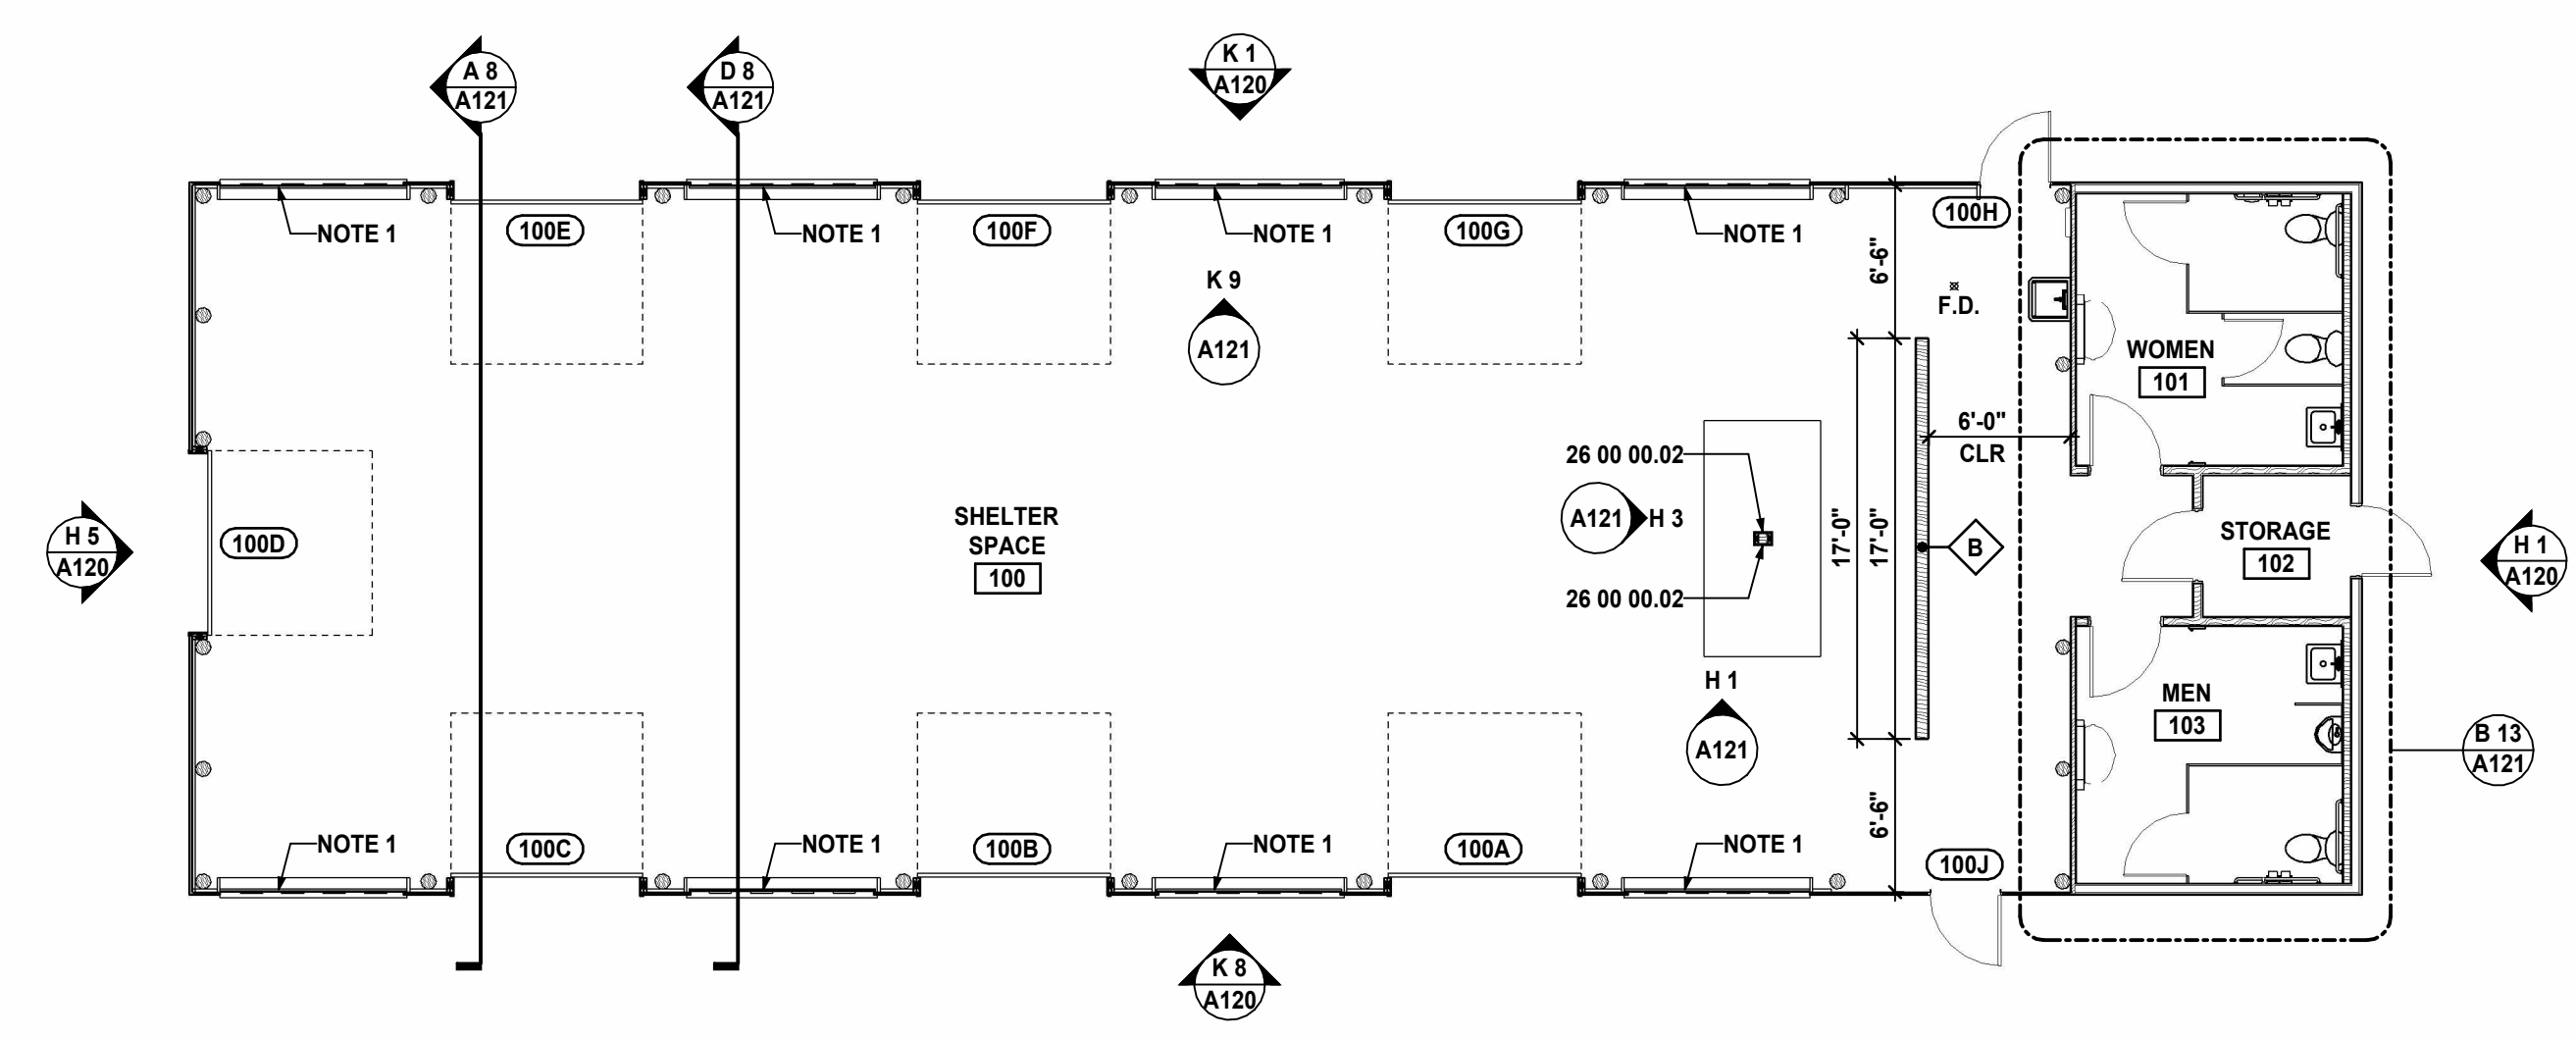 A 8
A121
D 8
A121
K 1
A120
NOTE 1
100E
NOTE 1
100F
NOTE 1
100G
NOTE 1
100H
6'-6"
K 9
A121
F.D.
WOMEN
101
6'-0"
CLR
26 00 00.02
A121
H 3
26 00 00.02
17'-0"
17'-0"
B
SHELTER
SPACE
100
100D
H 5
A120
STORAGE
102
H 1
A120
H 1
A121
MEN
103
B 13
A121
6'-6"
NOTE 1
100C
NOTE 1
100B
NOTE 1
100A
NOTE 1
100J
K 8
A120